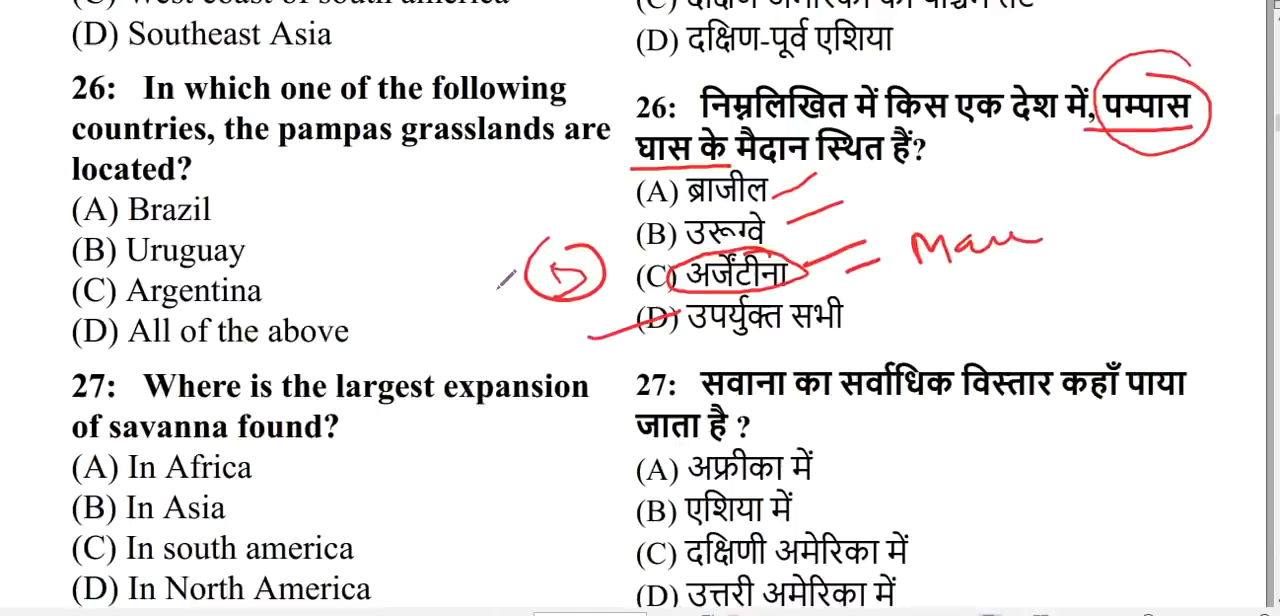 (D) Southeast Asia
26: In which one of the following
countries, the pampas grasslands are
located?
(A) Brazil
(B) Uruguay
(C) Argentina
(D) All of the above
27: Where is the largest expansion
of savanna found?
(A) In Africa
(B) In Asia
(C) In south america
(D) In North America
(D) दक्षिण-पूर्व एशिया
26: निम्नलिखित में किस एक देश में, पम्पास
घास के मैदान स्थित हैं?
(A) ब्राजील
(B) उरूग्वे
(C) अर्जेंटीना
(D) उपर्युक्त सभी
27: सवाना का सर्वाधिक विस्तार कहाँ पाया
जाता है ?
(A) अफ्रीका में
(B) एशिया में
(C) दक्षिणी अमेरिका में
(D) उत्तरी अमेरिका में